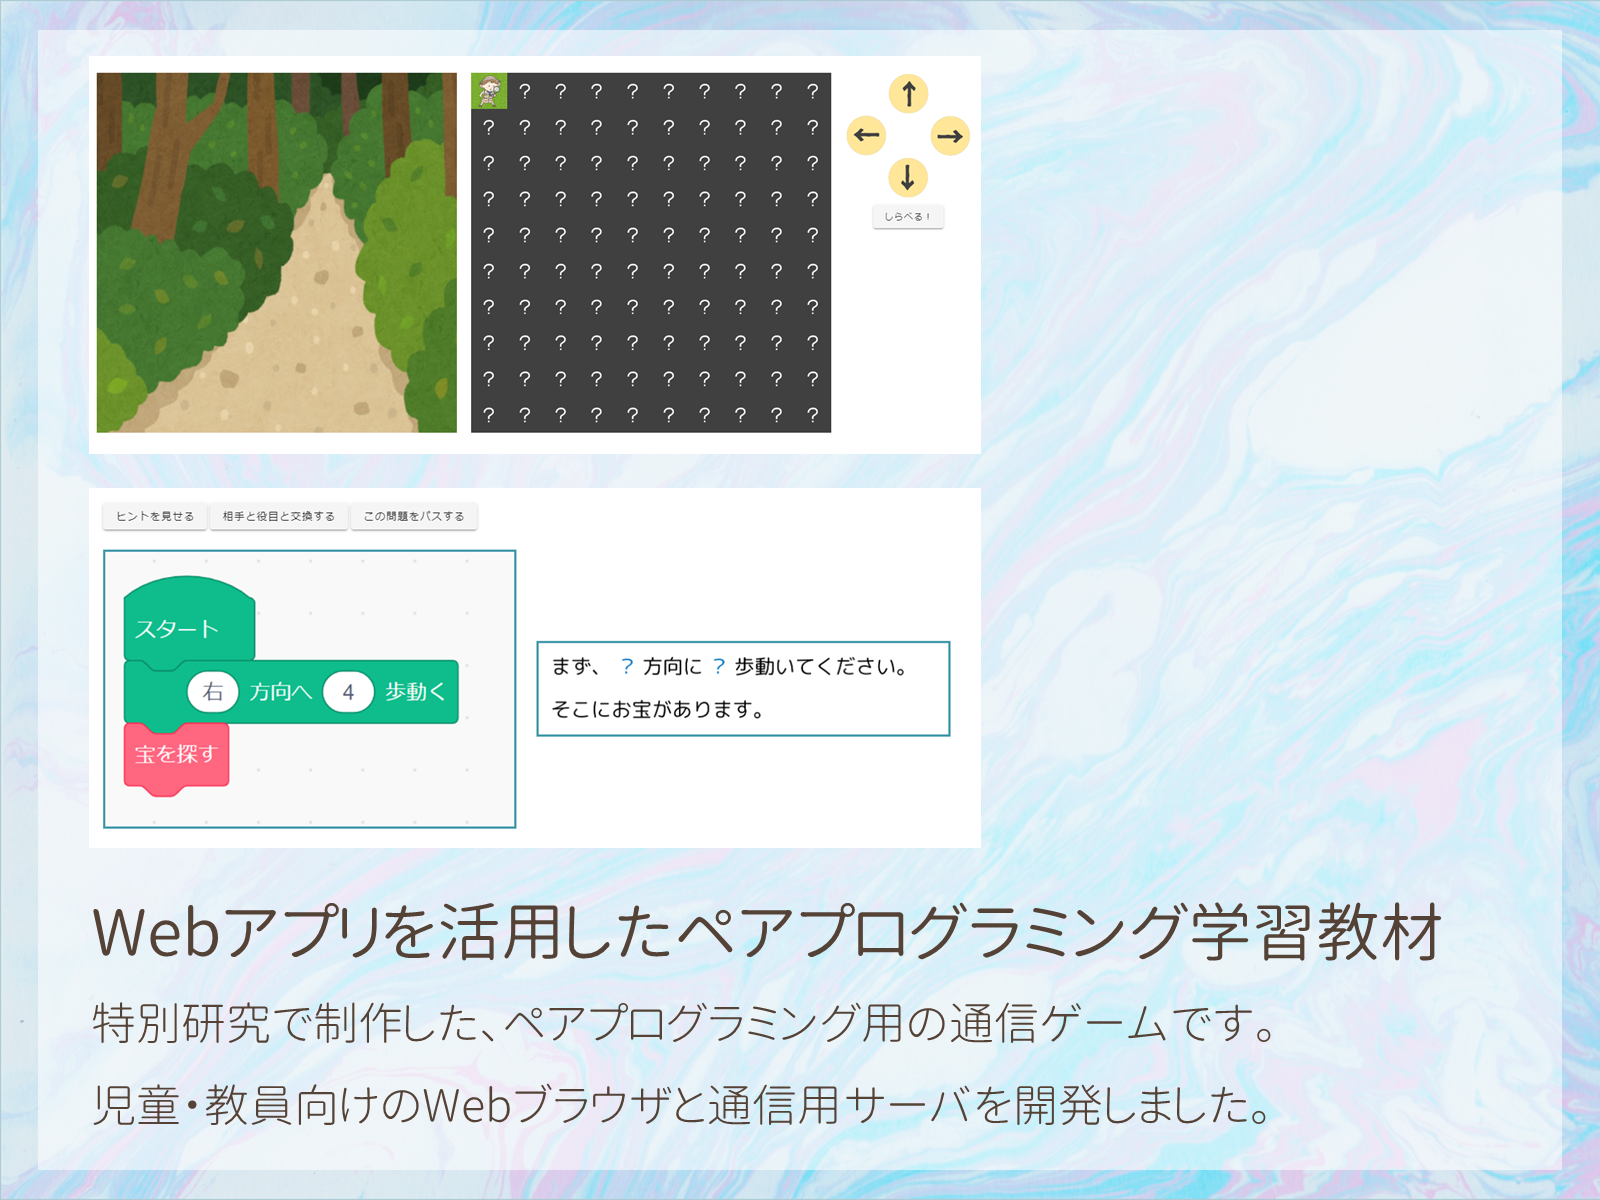 ? ? ? ? ? ? ? ? ? ↑
? ? ? ? ? ? ? ? ? ? ← →
? ? ? ? ? ? ? ? ? ? ↓
? ? ? ? ? ? ? ? ? ? しらべる！
? ? ? ? ? ? ? ? ? ?
? ? ? ? ? ? ? ? ? ?
? ? ? ? ? ? ? ? ? ?
? ? ? ? ? ? ? ? ? ?
? ? ? ? ? ? ? ? ? ?
? ? ? ? ? ? ? ? ? ?
ヒントを見せる 相手と役目と交換する この問題をパスする
スタート
右 方向へ 4 歩動く
宝を探す
まず、 ? 方向に ? 歩動いてください。
そこにお宝があります。
Webアプリを活用したペアプログラミング学習教材
特別研究で制作した、ペアプログラミング用の通信ゲームです。
児童・教員向けのWebブラウザと通信用サーバを開発しました。